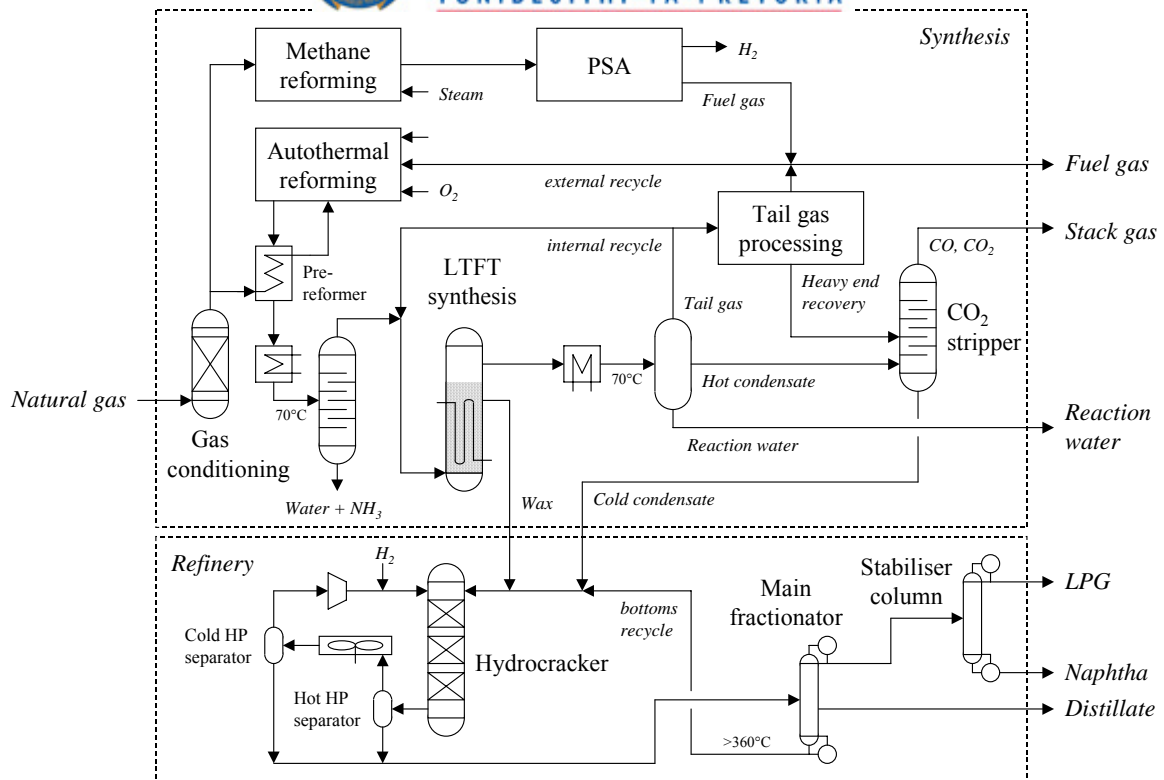 YUNIBESITHI YA PRETORIA
Synthesis
Methane
reforming
PSA
H2
Steam
Fuel gas
Autothermal
reforming
Fuel gas
external recycle
O2
Tail gas
processing
internal recycle
Stack gas
CO, CO2
Pre-
reformer
LTFT
synthesis
Heavy end
recovery
Tail gas
CO2
stripper
70°C
Hot condensate
Natural gas
70°C
Reaction
water
Gas
conditioning
Reaction water
Water + NH3
Wax
Cold condensate
Refinery
H2
Stabiliser
column
LPG
Main
fractionator
bottoms
recycle
Cold HP
separator
Hydrocracker
Naphtha
Hot HP
separator
Distillate
>360°C